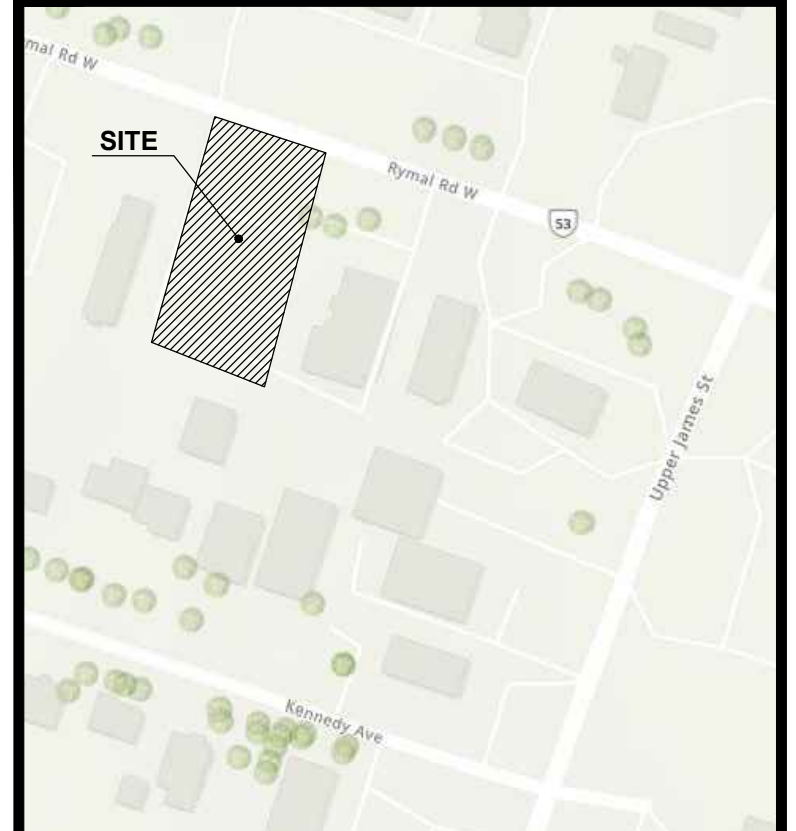 mal Rd W
SITE
Rymal Rd W
53
Upper James St
Kennedy Ave